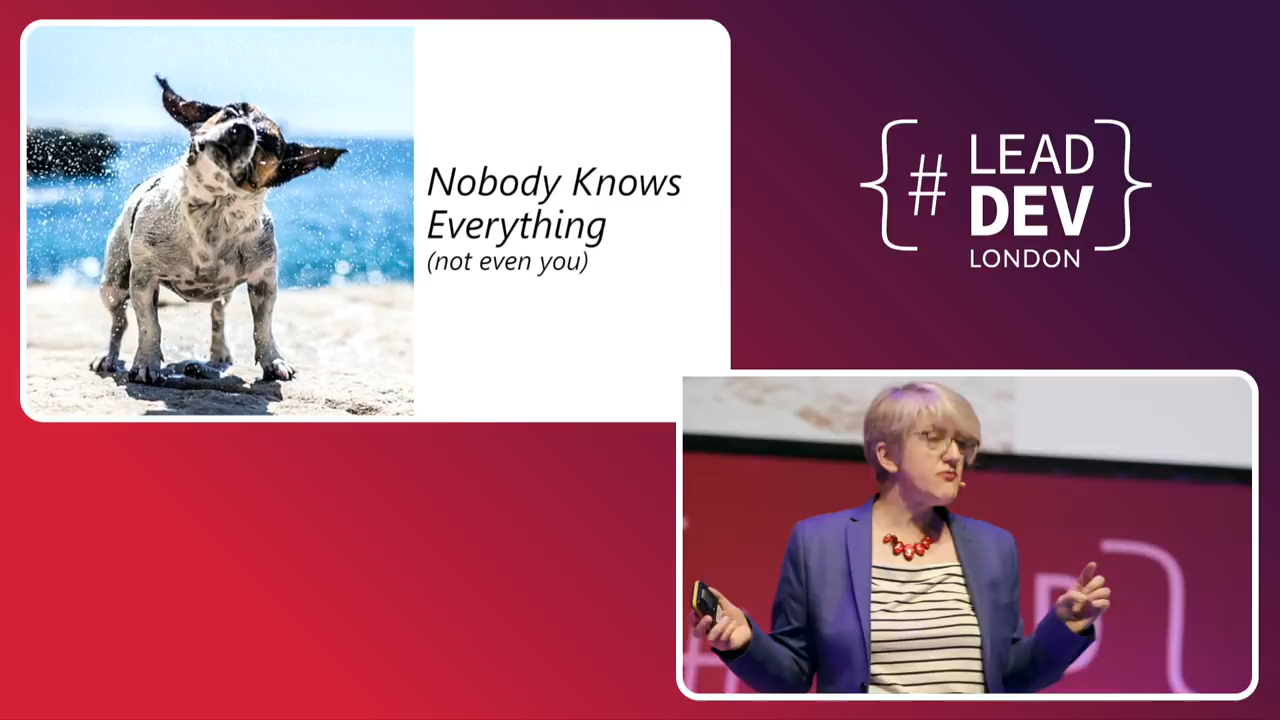 Nobody Knows
Everything
(not even you)
{# LEAD
DEV}
LONDON